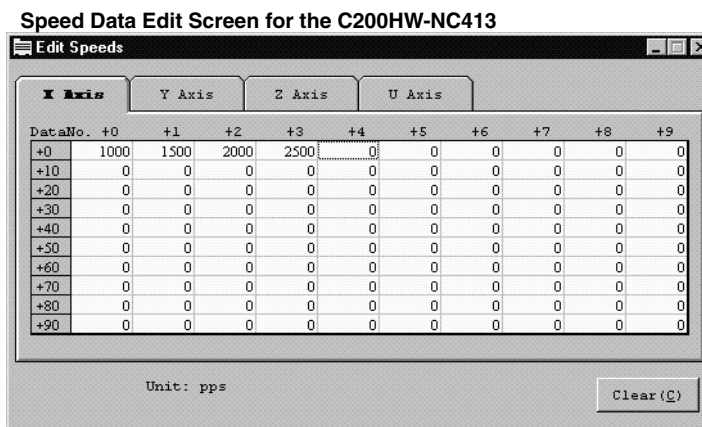 Speed Data Edit Screen for the C200HW-NC413
Edit Speeds
X Axis Y Axis Z Axis U Axis
DataNo. +0 +1 +2 +3 +4 +5 +6 +7 +8 +9
+0 1000 1500 2000 2500 0 0 0 0 0 0
+10 0 0 0 0 0 0 0 0 0 0
+20 0 0 0 0 0 0 0 0 0 0
+30 0 0 0 0 0 0 0 0 0 0
+40 0 0 0 0 0 0 0 0 0 0
+50 0 0 0 0 0 0 0 0 0 0
+60 0 0 0 0 0 0 0 0 0 0
+70 0 0 0 0 0 0 0 0 0 0
+80 0 0 0 0 0 0 0 0 0 0
+90 0 0 0 0 0 0 0 0 0 0
Unit: pps
Clear(C)